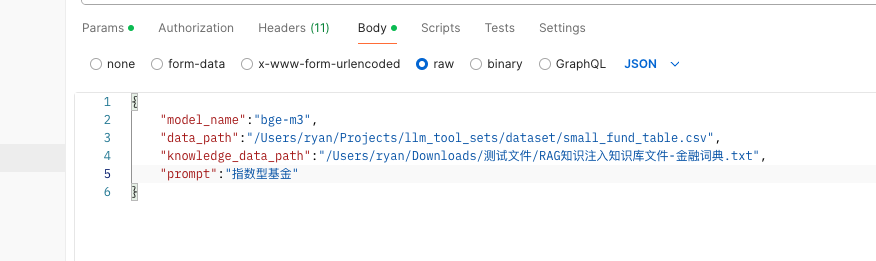 Params Authorization Headers (11) Body Scripts Tests Settings
none form-data x-www-form-urlencoded raw binary GraphQL JSON
1 {
2 "model_name":"bge-m3",
3 "data_path":"/Users/ryan/Projects/llm_tool_sets/dataset/small_fund_table.csv",
4 "knowledge_data_path":"/Users/ryan/Downloads/测试文件/RAG知识注入知识库文件-金融词典.txt",
5 "prompt":"指数型基金"
6 }